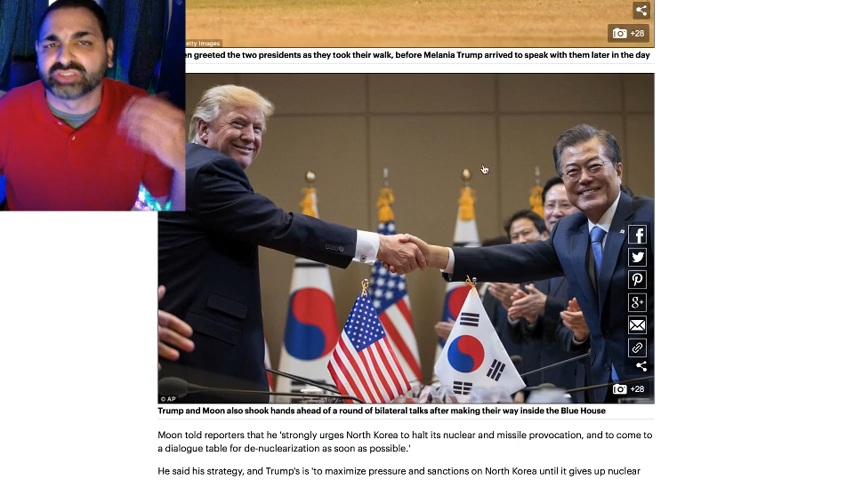 etty Images
+28
en greeted the two presidents as they took their walk, before Melania Trump arrived to speak with them later in the day
© AP
+28
Trump and Moon also shook hands ahead of a round of bilateral talks after making their way inside the Blue House
Moon told reporters that he 'strongly urges North Korea to halt its nuclear and missile provocation, and to come to
a dialogue table for de-nuclearization as soon as possible.'
He said his strategy, and Trump's is 'to maximize pressure and sanctions on North Korea until it gives up nuclear